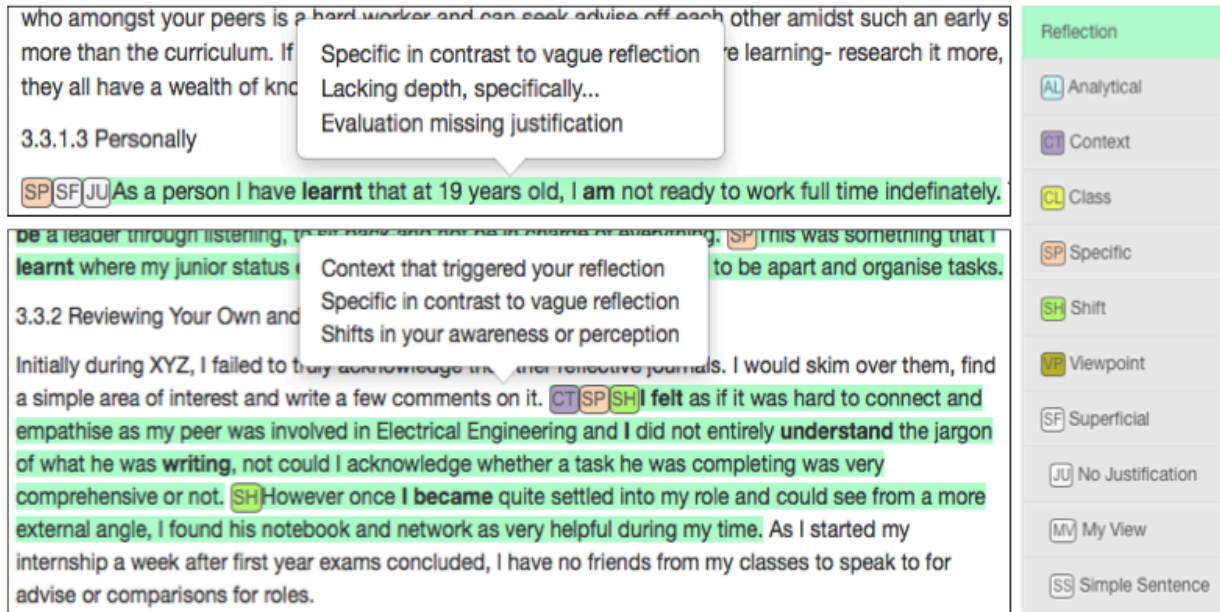 who amongst your peers is a hard worker and can seek advise off each other amidst such an early s
more than the curriculum. If
re learning- research it more,
they all have a wealth of kno
Specific in contrast to vague reflection
Lacking depth, specifically...
Evaluation missing justification
3.3.1.3 Personally
SP SF JU As a person I have learnt that at 19 years old, I am not ready to work full time indefinately.
be a leader through listening, to sit back and not be in charge of everything. SP This was something that I
learnt where my junior status
to be apart and organise tasks.
Context that triggered your reflection
Specific in contrast to vague reflection
Shifts in your awareness or perception
3.3.2 Reviewing Your Own and
Initially during XYZ, I failed to truly acknowledge the other reflective journals. I would skim over them, find
a simple area of interest and write a few comments on it. CT SP SH I felt as if it was hard to connect and
empathise as my peer was involved in Electrical Engineering and I did not entirely understand the jargon
of what he was writing, not could I acknowledge whether a task he was completing was very
comprehensive or not. SH However once I became quite settled into my role and could see from a more
external angle, I found his notebook and network as very helpful during my time. As I started my
internship a week after first year exams concluded, I have no friends from my classes to speak to for
advise or comparisons for roles.
Reflection
AL Analytical
CT Context
CL Class
SP Specific
SH Shift
VP Viewpoint
SF Superficial
JU No Justification
MV My View
SS Simple Sentence